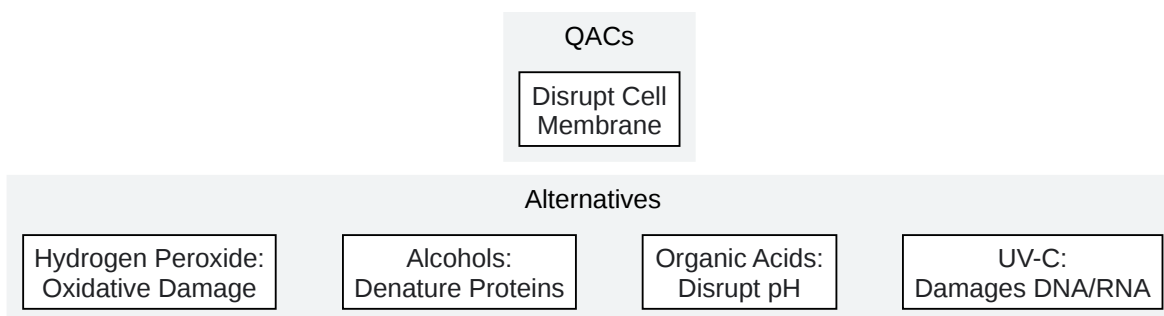 QACs
Disrupt Cell
Membrane
Alternatives
Hydrogen Peroxide:
Oxidative Damage
Alcohols:
Denature Proteins
Organic Acids:
Disrupt pH
UV-C:
Damages DNA/RNA